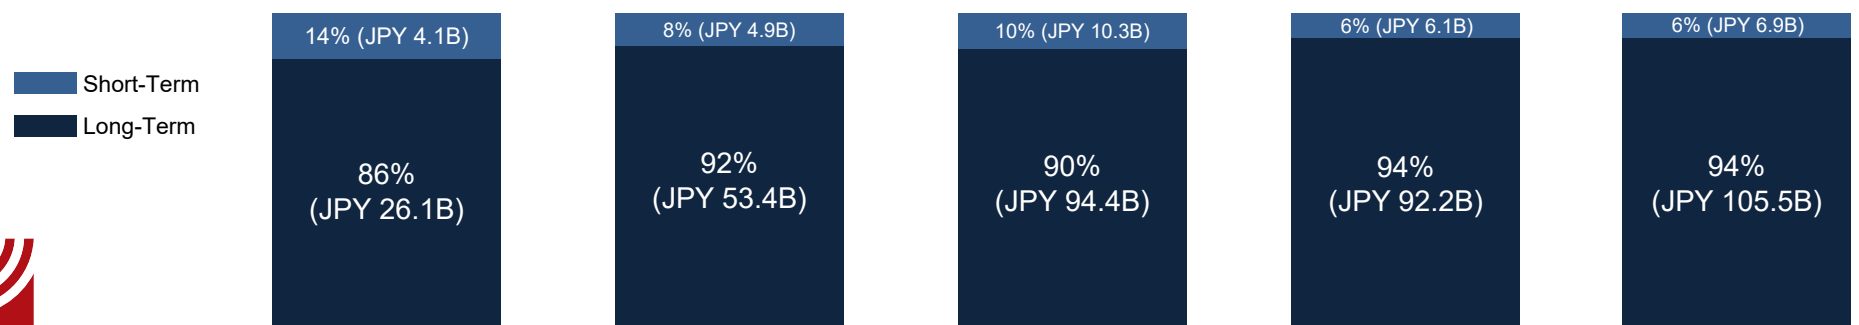 Short-Term
Long-Term
14% (JPY 4.1B)
86%
(JPY 26.1B)
8% (JPY 4.9B)
92%
(JPY 53.4B)
10% (JPY 10.3B)
90%
(JPY 94.4B)
6% (JPY 6.1B)
94%
(JPY 92.2B)
6% (JPY 6.9B)
94%
(JPY 105.5B)